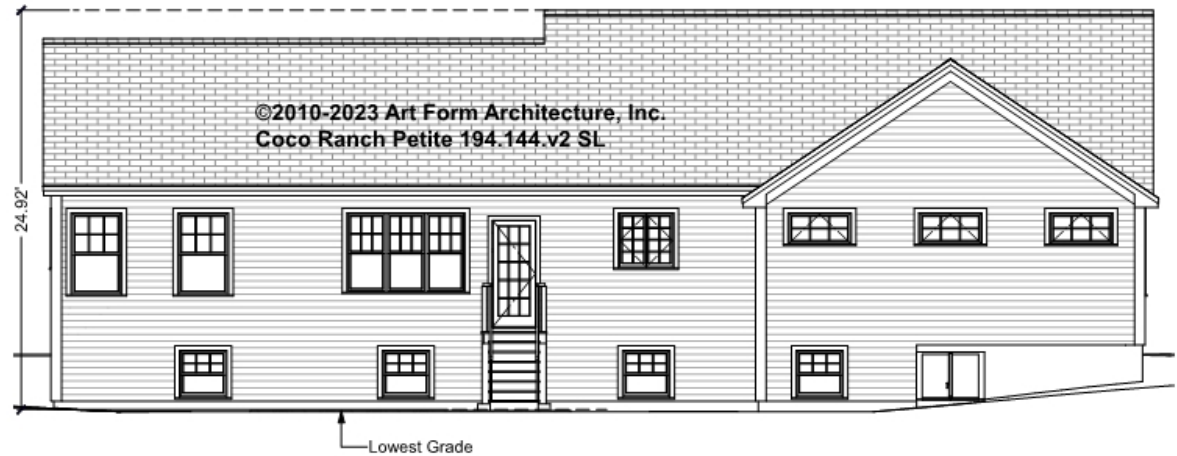 ©2010-2023 Art Form Architecture, Inc.
Coco Ranch Petite 194.144.v2 SL
24.92'
Lowest Grade